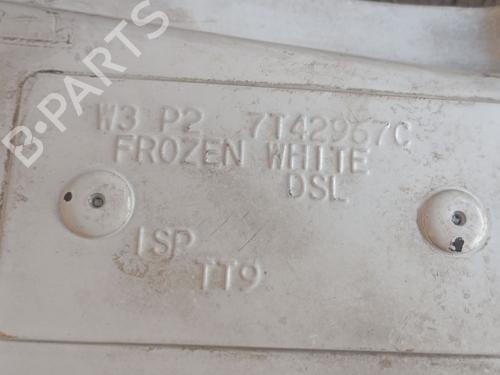 B-PARTS
W3 P2 7T42967C
FROZEN WHITE
DSL
ISP
TT9